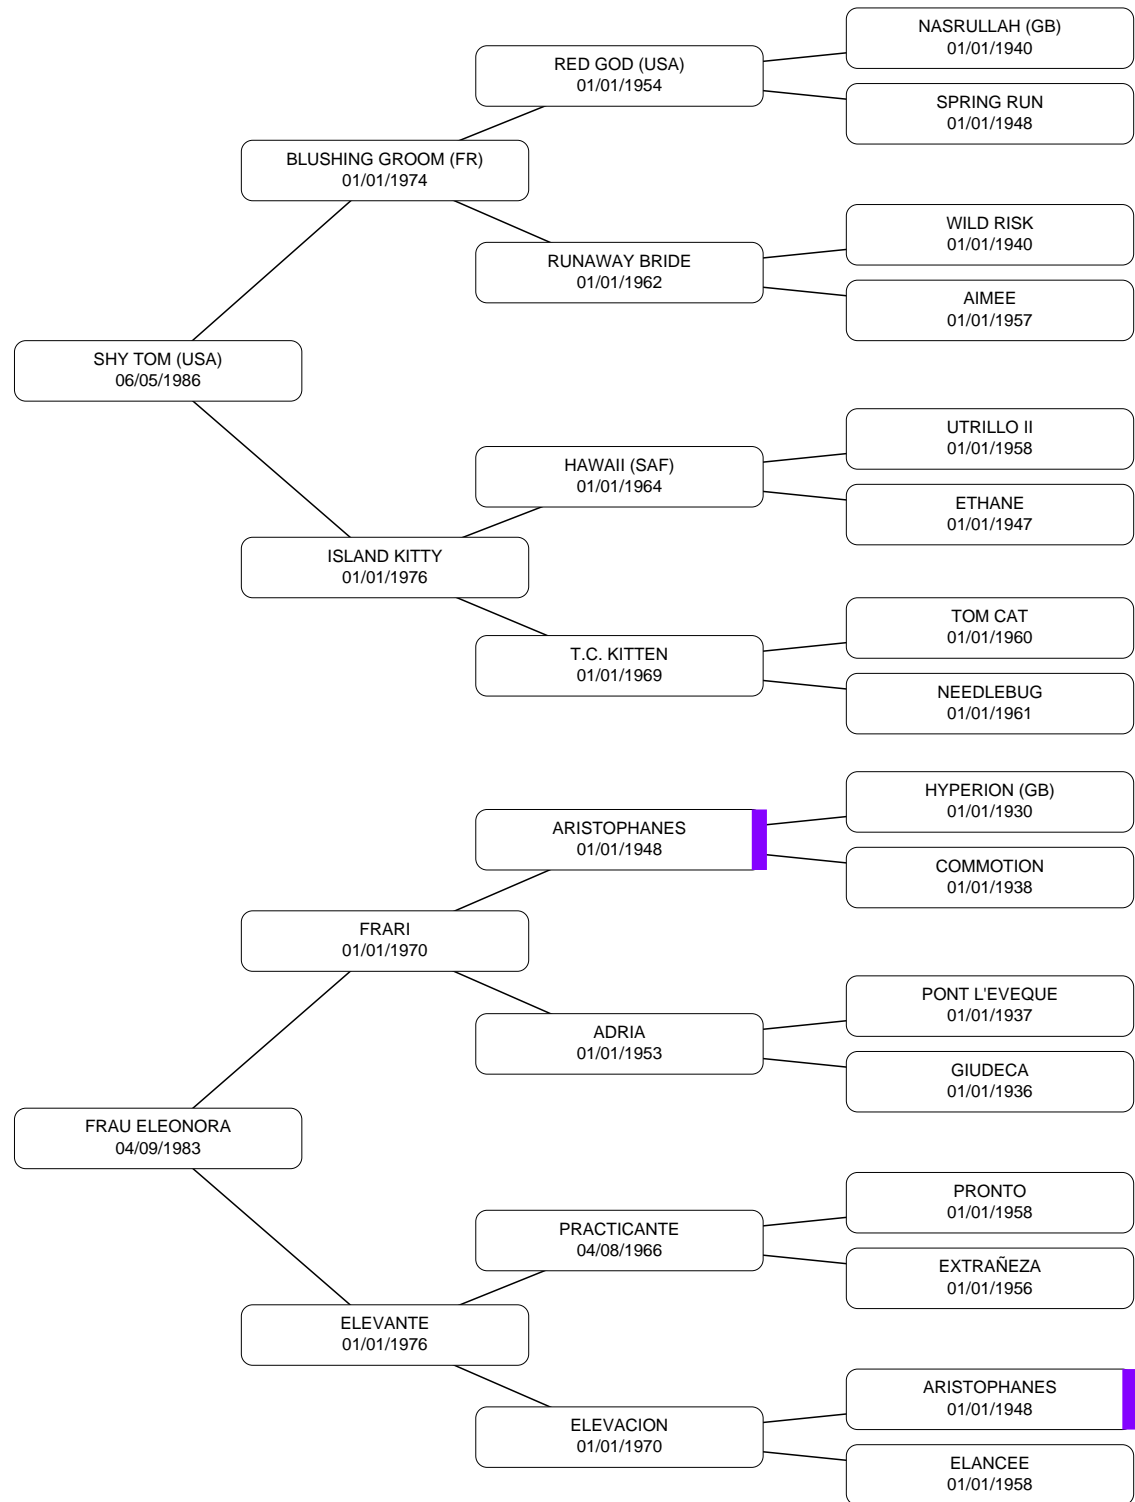 NASRULLAH (GB)
01/01/1940
RED GOD (USA)
01/01/1954
SPRING RUN
01/01/1948
BLUSHING GROOM (FR)
01/01/1974
WILD RISK
01/01/1940
RUNAWAY BRIDE
01/01/1962
AIMEE
01/01/1957
SHY TOM (USA)
06/05/1986
UTRILLO II
01/01/1958
HAWAII (SAF)
01/01/1964
ETHANE
01/01/1947
ISLAND KITTY
01/01/1976
TOM CAT
01/01/1960
T.C. KITTEN
01/01/1969
NEEDLEBUG
01/01/1961
HYPERION (GB)
01/01/1930
ARISTOPHANES
01/01/1948
COMMOTION
01/01/1938
FRARI
01/01/1970
PONT L'EVEQUE
01/01/1937
ADRIA
01/01/1953
GIUDECA
01/01/1936
FRAU ELEONORA
04/09/1983
PRONTO
01/01/1958
PRACTICANTE
04/08/1966
EXTRAÑEZA
01/01/1956
ELEVANTE
01/01/1976
ARISTOPHANES
01/01/1948
ELEVACION
01/01/1970
ELANCEE
01/01/1958